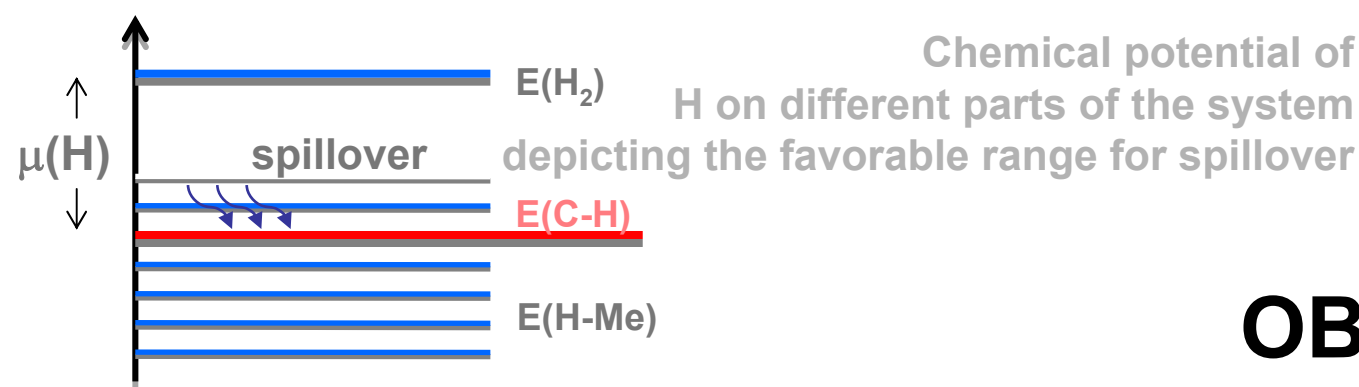 Chemical potential of
H on different parts of the system
depicting the favorable range for spillover
E(H₂)
μ(H)
spillover
E(C-H)
E(H-Me)
OB